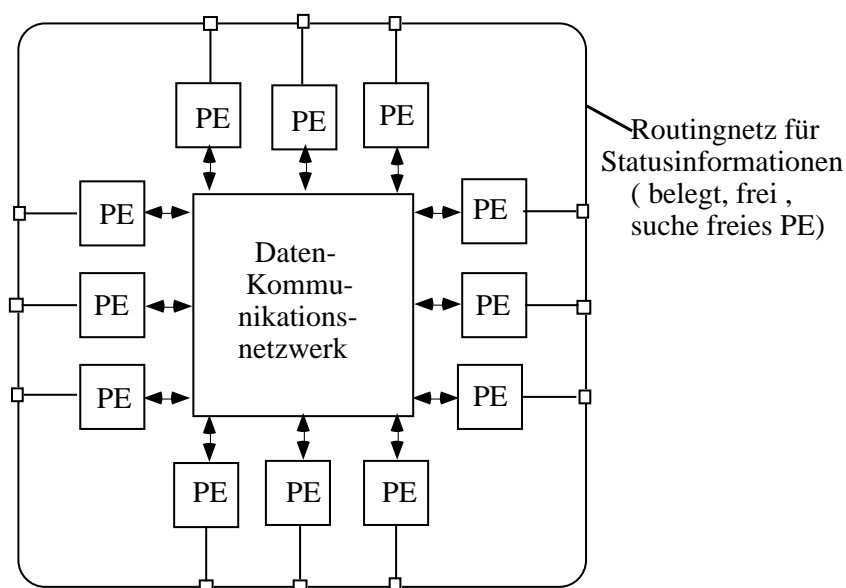 PE
PE
PE
Routingnetz für
Statusinformationen
( belegt, frei ,
suche freies PE)
PE
PE
Daten-
Kommu-
nikations-
netzwerk
PE
PE
PE
PE
PE
PE
PE